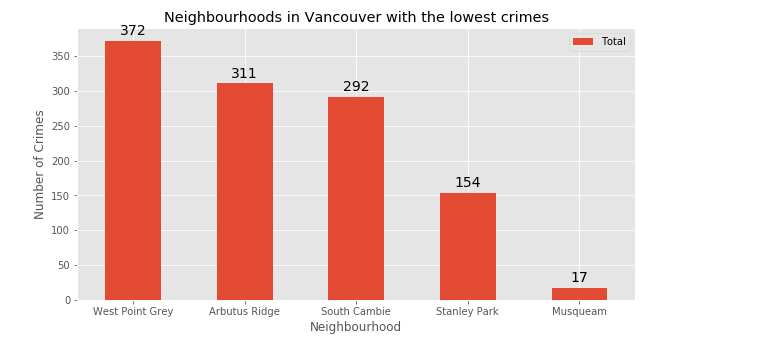 Neighbourhoods in Vancouver with the lowest crimes
Total
372
311
292
154
17
350
300
250
200
150
100
50
0
Number of Crimes
West Point Grey
Arbutus Ridge
South Cambie
Stanley Park
Musqueam
Neighbourhood